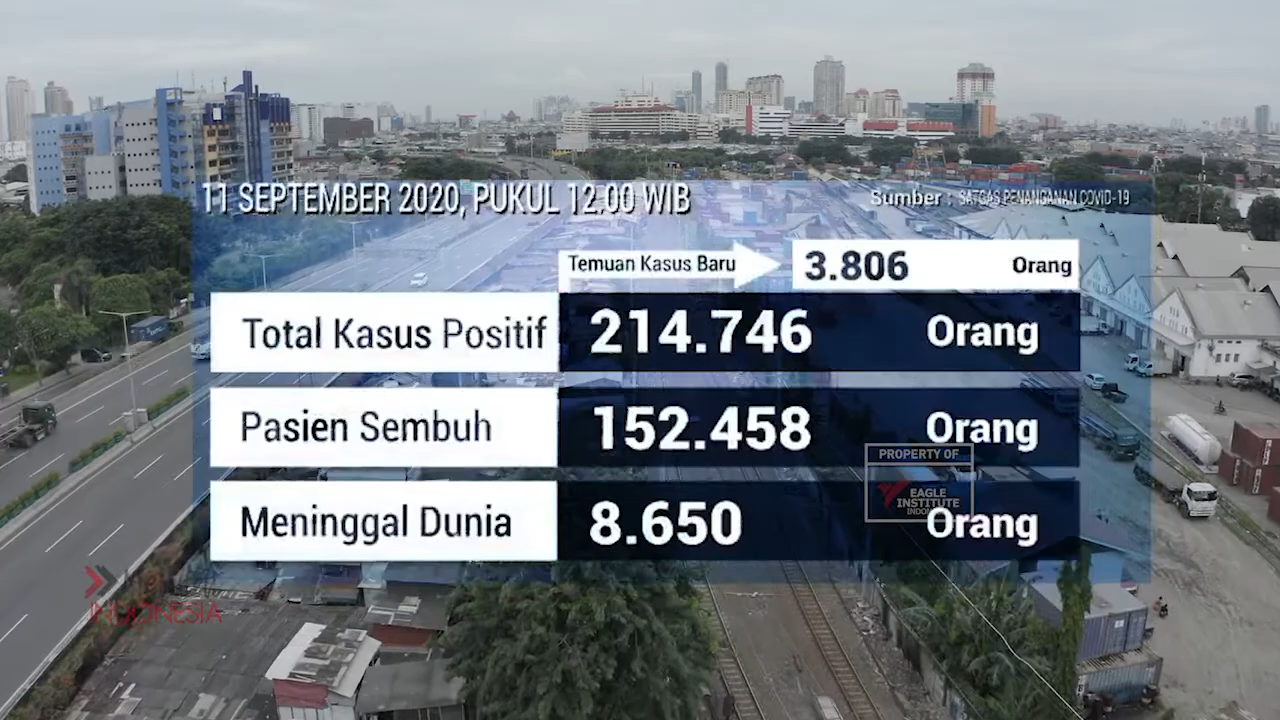 11 SEPTEMBER 2020, PUKUL 12.00 WIB
Sumber : SATGAS PENANGANAN COVID-19
Temuan Kasus Baru 3.806 Orang
Total Kasus Positif 214.746 Orang
Pasien Sembuh 152.458 Orang
PROPERTY OF
EAGLE
INSTITUTE
INDONESIA
Meninggal Dunia 8.650 Orang
INDONESIA